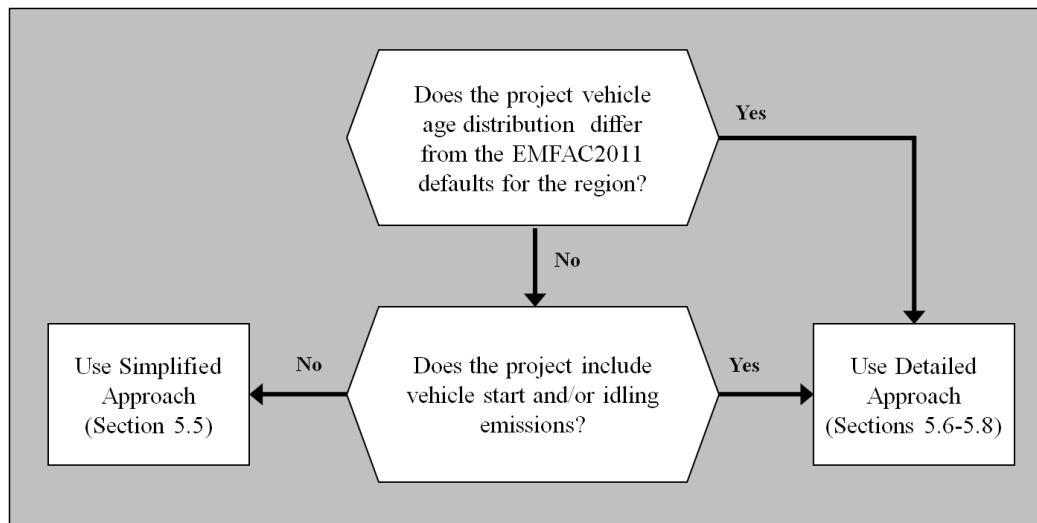 Does the project vehicle
age distribution differ
from the EMFAC2011
defaults for the region?
Yes
No
Use Simplified
Approach
(Section 5.5)
No
Does the project include
vehicle start and/or idling
emissions?
Yes
Use Detailed
Approach
(Sections 5.6-5.8)